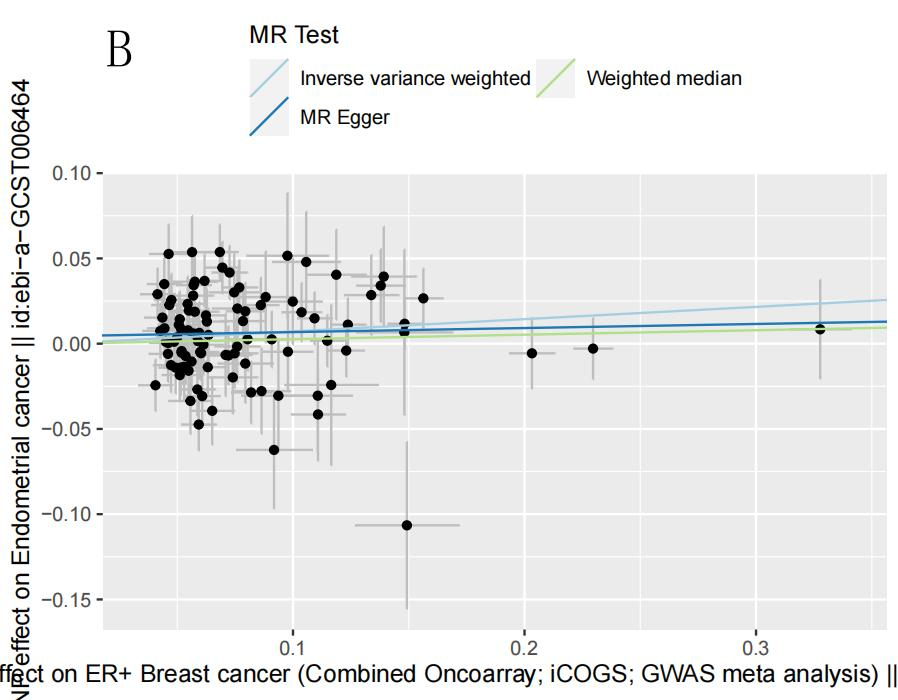 B
MR Test
Inverse variance weighted
Weighted median
MR Egger
effect on Endometrial cancer || id:ebi−a−GCST006464
0.10
0.05
0.00
−0.05
−0.10
−0.15
0.1
0.2
0.3
ffect on ER+ Breast cancer (Combined Oncoarray; iCOGS; GWAS meta analysis) ||